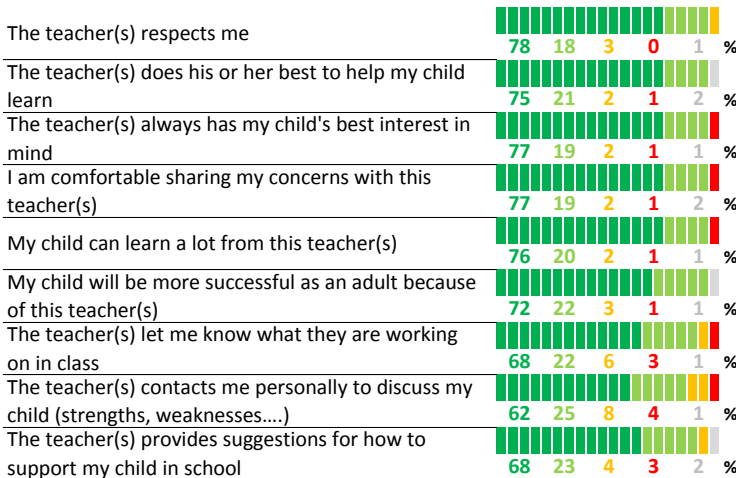 The teacher(s) respects me
78 18 3 0 1 %
The teacher(s) does his or her best to help my child
learn
75 21 2 1 2 %
The teacher(s) always has my child's best interest in
mind
77 19 2 1 1 %
I am comfortable sharing my concerns with this
teacher(s)
77 19 2 1 2 %
My child can learn a lot from this teacher(s)
76 20 2 1 1 %
My child will be more successful as an adult because
of this teacher(s)
72 22 3 1 1 %
The teacher(s) let me know what they are working
on in class
68 22 6 3 1 %
The teacher(s) contacts me personally to discuss my
child (strengths, weaknesses....)
62 25 8 4 1 %
The teacher(s) provides suggestions for how to
support my child in school
68 23 4 3 2 %